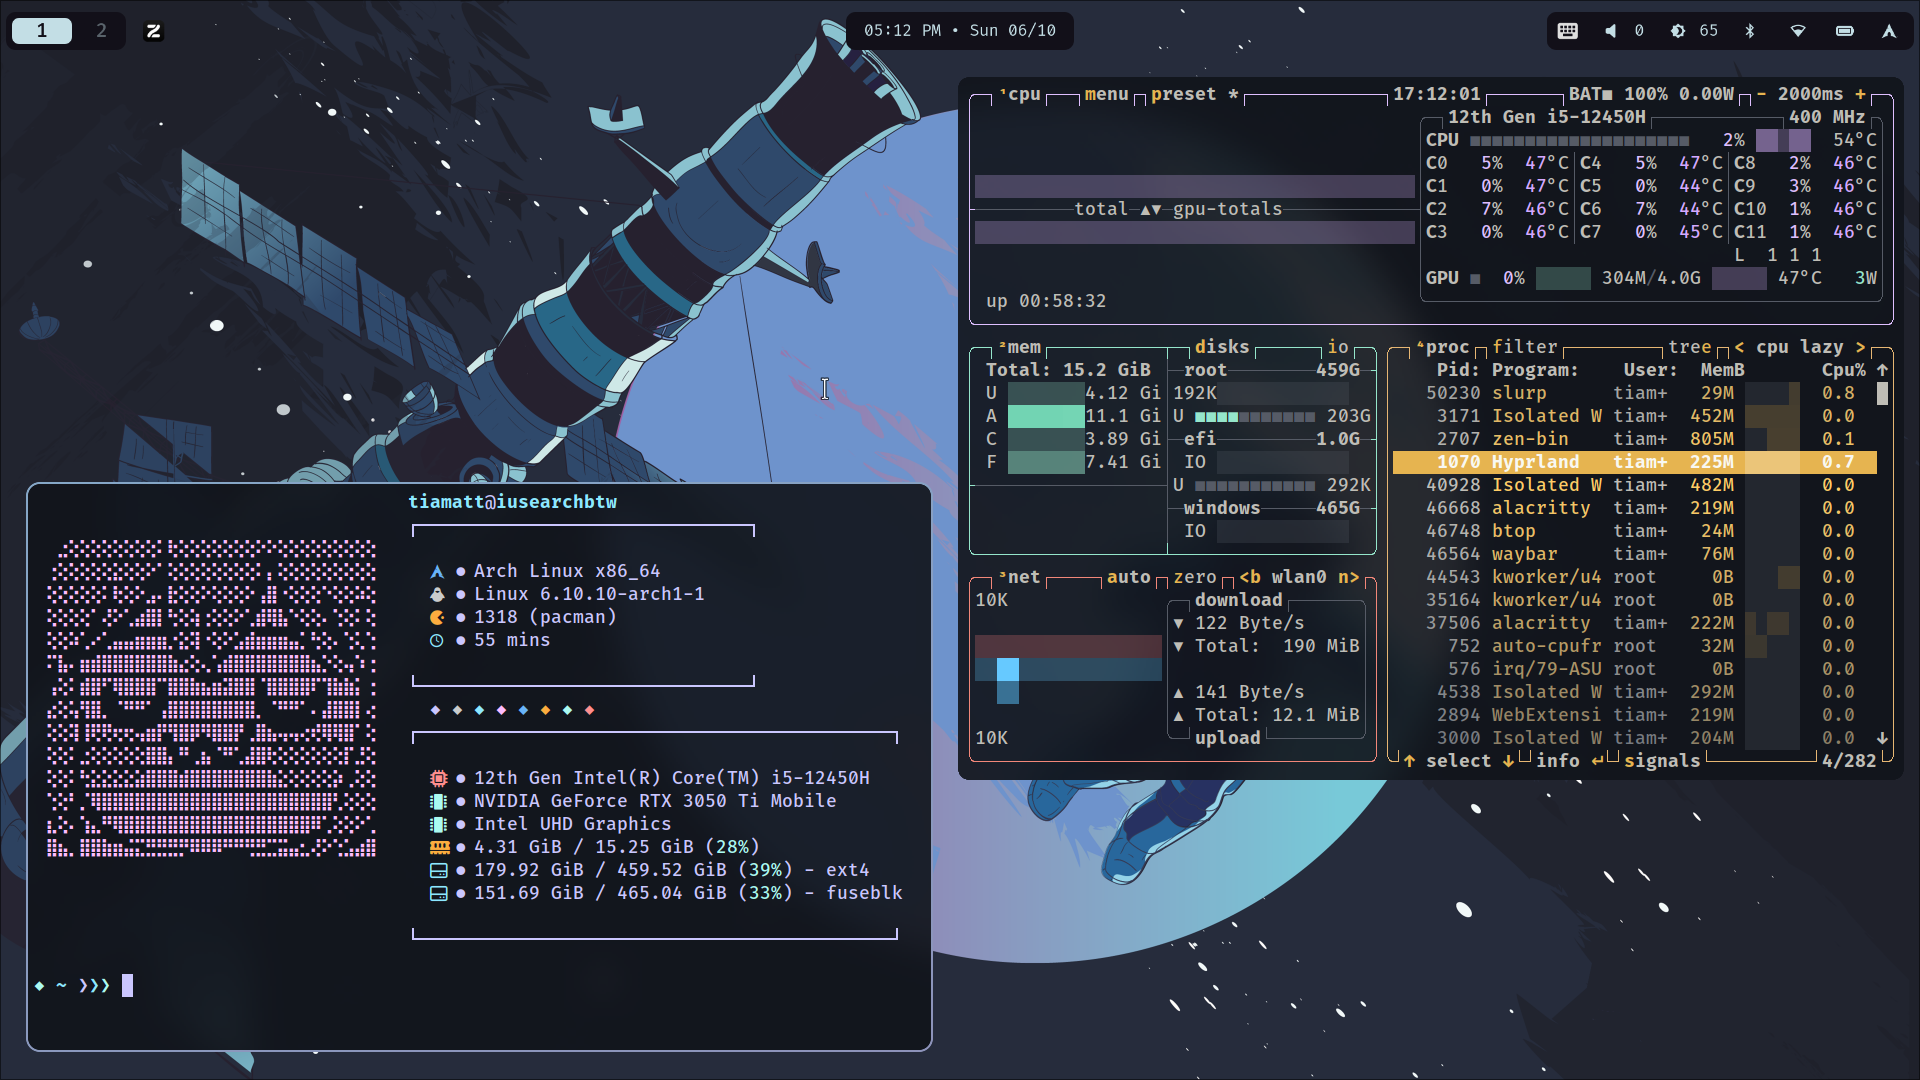 1 2
05:12 PM • Sun 06/10
0 65
¹cpu menu preset * 17:12:01 BAT■ 100% 0.00W - 2000ms +
12th Gen i5-12450H 400 MHz
CPU 2% 54°C
C0 5% 47°C C4 5% 47°C C8 2% 46°C
C1 0% 47°C C5 0% 44°C C9 3% 46°C
C2 7% 46°C C6 7% 44°C C10 1% 46°C
C3 0% 46°C C7 0% 45°C C11 1% 46°C
total ▲▼ gpu-totals
L 1 1 1
GPU 0% 304M/4.0G 47°C 3W
up 00:58:32
²mem
Total: 15.2 GiB
U 4.12 Gi
A 11.1 Gi
C 3.89 Gi
F 7.41 Gi
disks io
root 459G
192K
U 203G
efi 1.0G
IO
U 292K
windows 465G
IO
³net auto zero <b wlan0 n>
10K
download
▼ 122 Byte/s
▼ Total: 190 MiB
▲ 141 Byte/s
▲ Total: 12.1 MiB
10K
upload
⁴proc filter tree < cpu lazy >
Pid: Program: User: MemB Cpu% ↑
50230 slurp tiam+ 29M 0.8
3171 Isolated W tiam+ 452M 0.0
2707 zen-bin tiam+ 805M 0.1
1070 Hyprland tiam+ 225M 0.7
40928 Isolated W tiam+ 482M 0.0
46668 alacritty tiam+ 219M 0.0
46748 btop tiam+ 24M 0.0
46564 waybar tiam+ 76M 0.0
44543 kworker/u4 root 0B 0.0
35164 kworker/u4 root 0B 0.0
37506 alacritty tiam+ 222M 0.0
752 auto-cpufr root 32M 0.0
576 irq/79-ASU root 0B 0.0
4538 Isolated W tiam+ 292M 0.0
2894 WebExtensi tiam+ 219M 0.0
3000 Isolated W tiam+ 204M 0.0 ↓
↑ select ↓ info ↵ signals 4/282
tiamatt@iusearchbtw
● Arch Linux x86_64
● Linux 6.10.10-arch1-1
● 1318 (pacman)
● 55 mins
● 12th Gen Intel(R) Core(TM) i5-12450H
● NVIDIA GeForce RTX 3050 Ti Mobile
● Intel UHD Graphics
● 4.31 GiB / 15.25 GiB (28%)
● 179.92 GiB / 459.52 GiB (39%) - ext4
● 151.69 GiB / 465.04 GiB (33%) - fuseblk
◆ ~ ❯❯❯